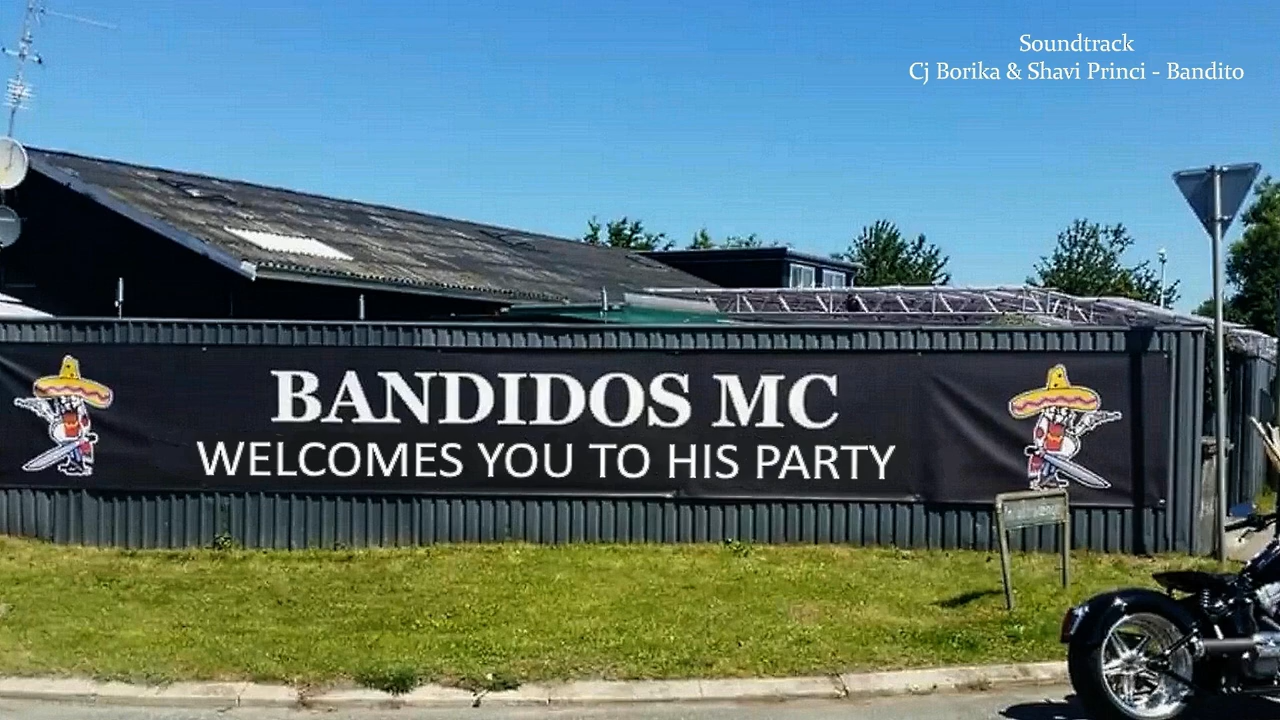 Soundtrack
Cj Borika & Shavi Princi - Bandito
BANDIDOS MC
WELCOMES YOU TO HIS PARTY